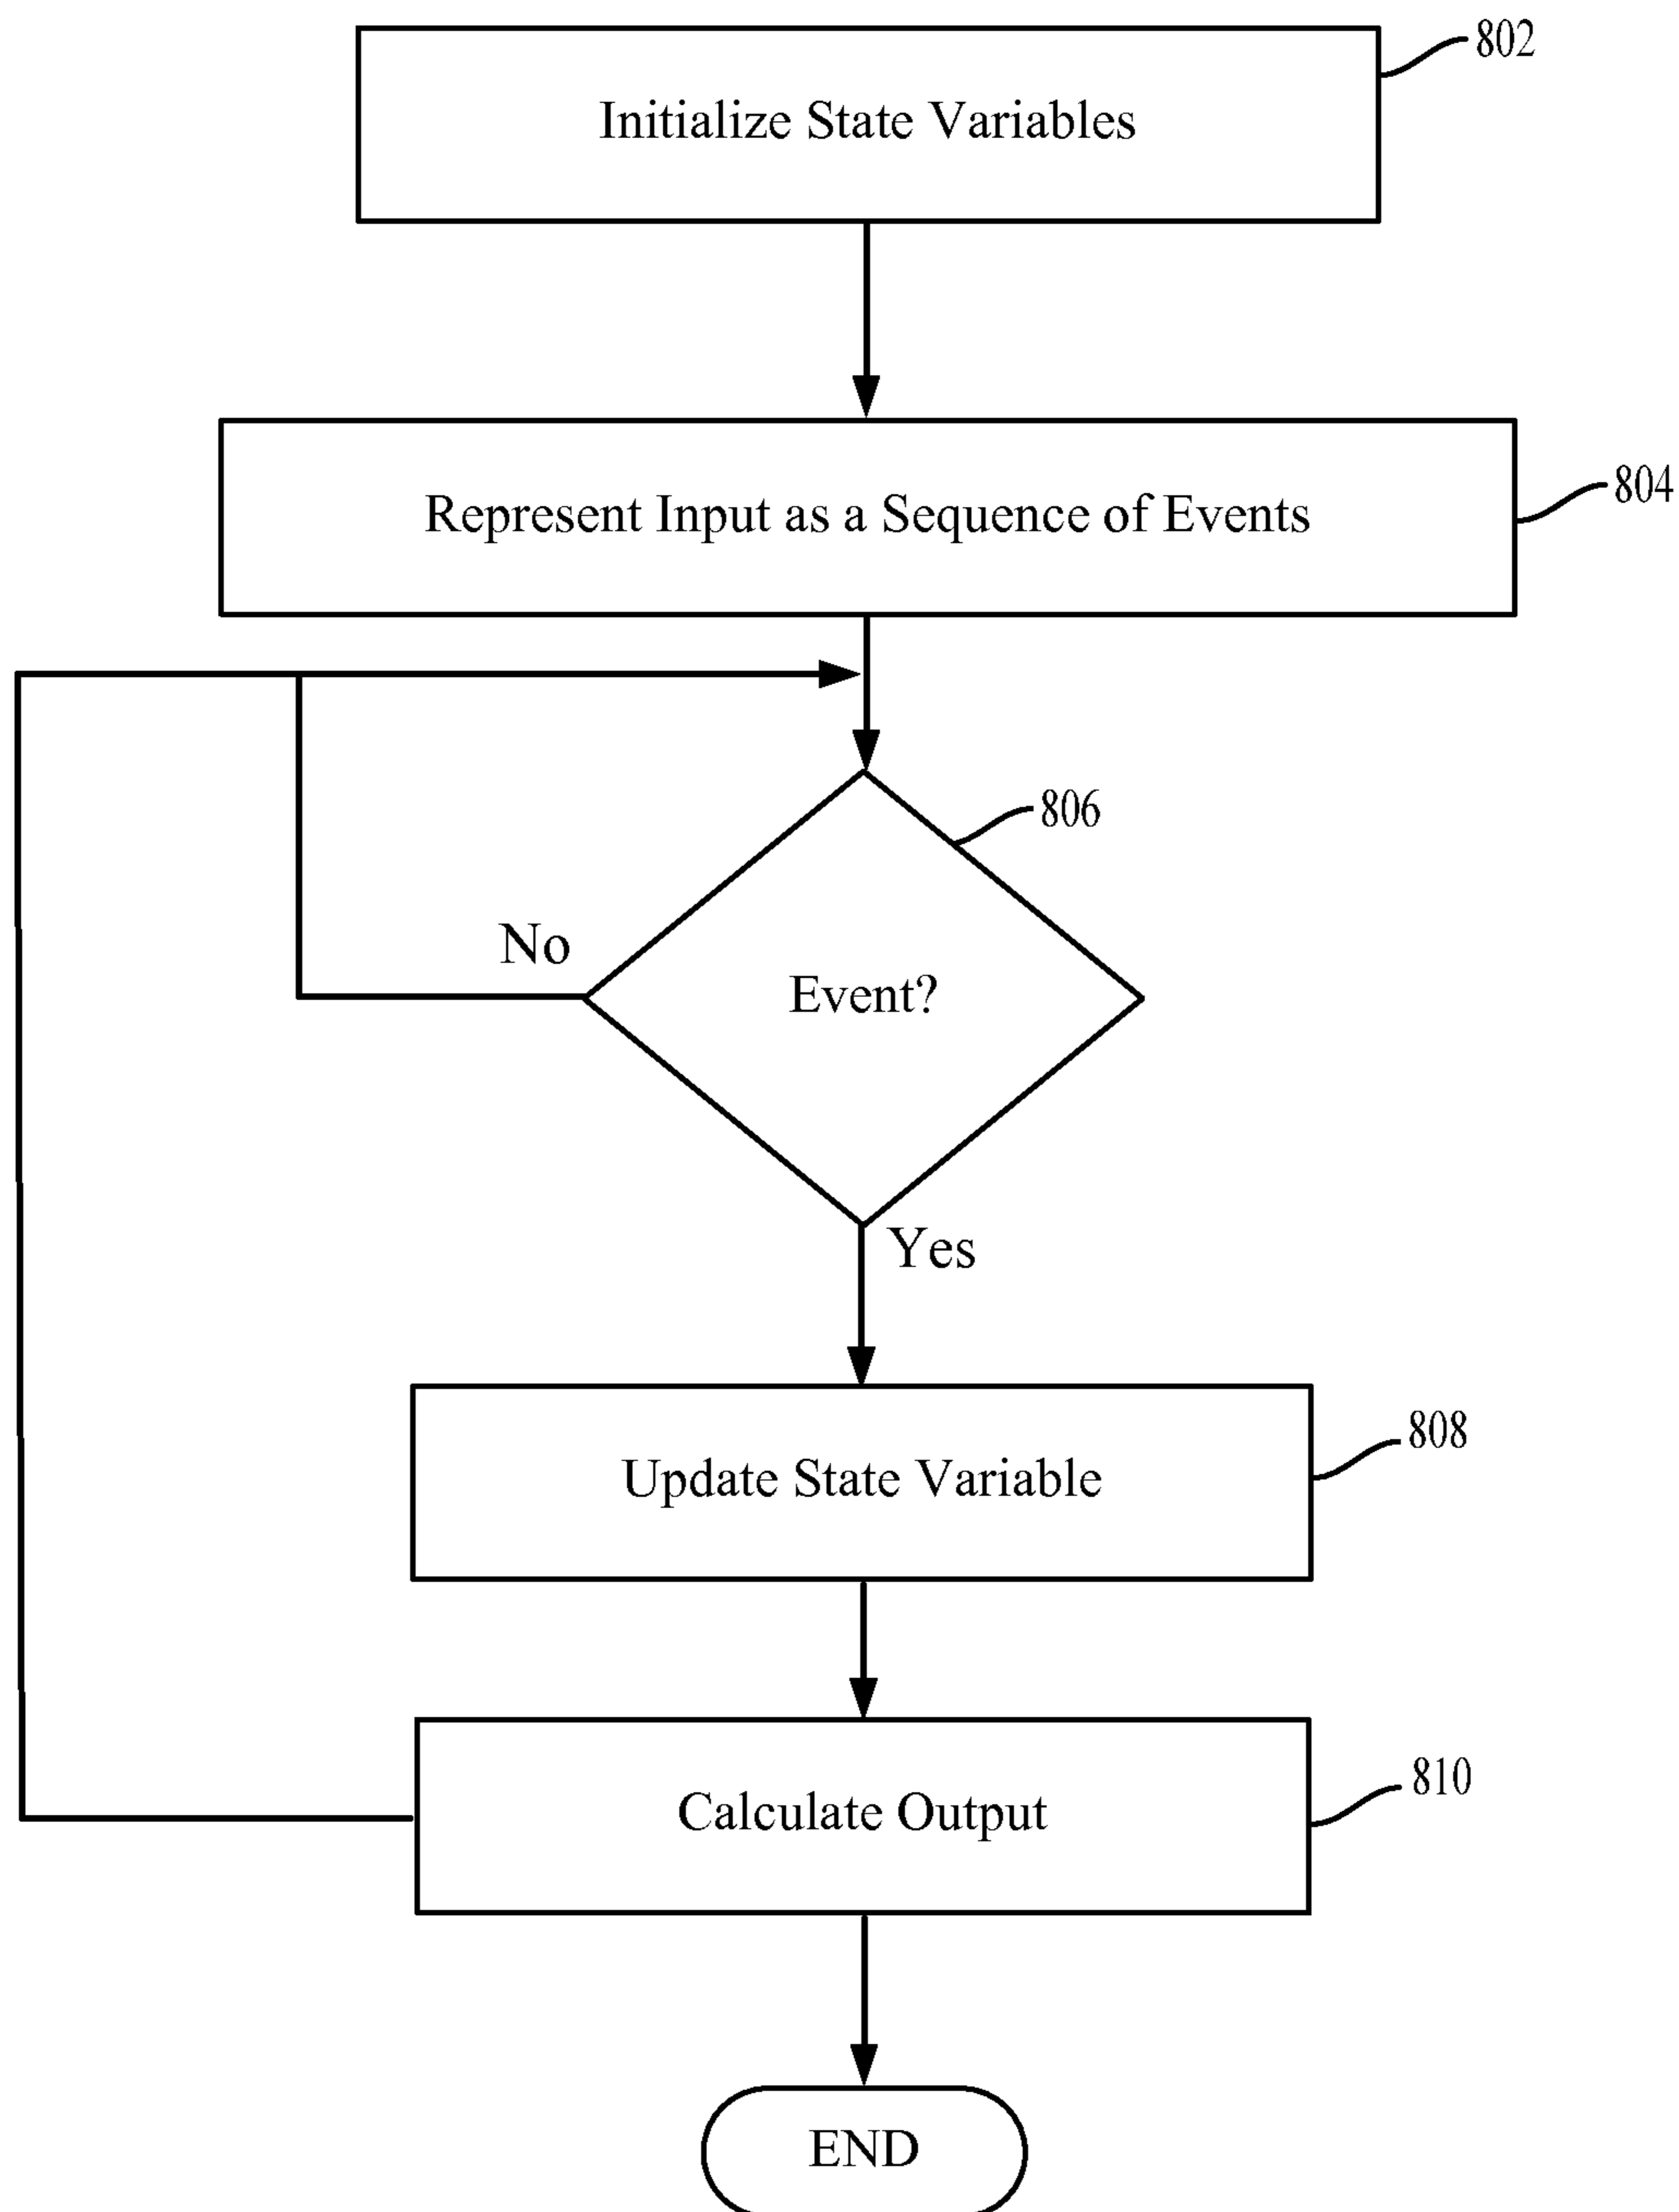 802
Initialize State Variables
804
Represent Input as a Sequence of Events
806
No
Event?
Yes
808
Update State Variable
810
Calculate Output
END